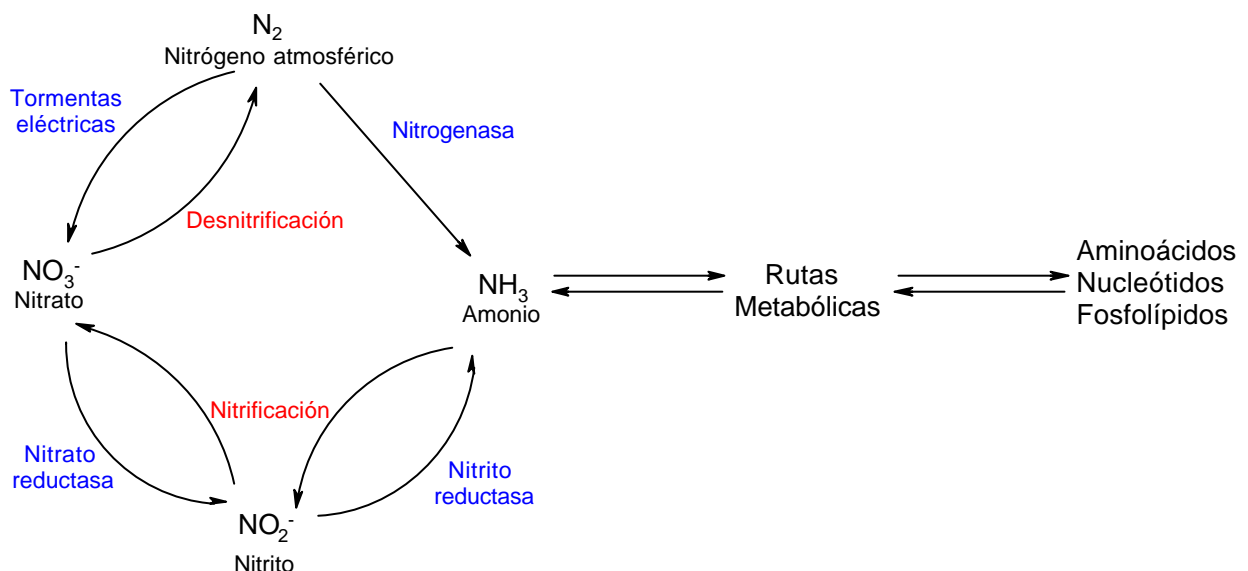 N₂
Nitrógeno atmosférico
Tormentas
eléctricas
Nitrogenasa
Desnitrificación
NO₃⁻
Nitrato
NH₃
Amonio
Rutas
Metabólicas
Aminoácidos
Nucleótidos
Fosfolípidos
Nitrificación
Nitrato
reductasa
Nitrito
reductasa
NO₂⁻
Nitrito